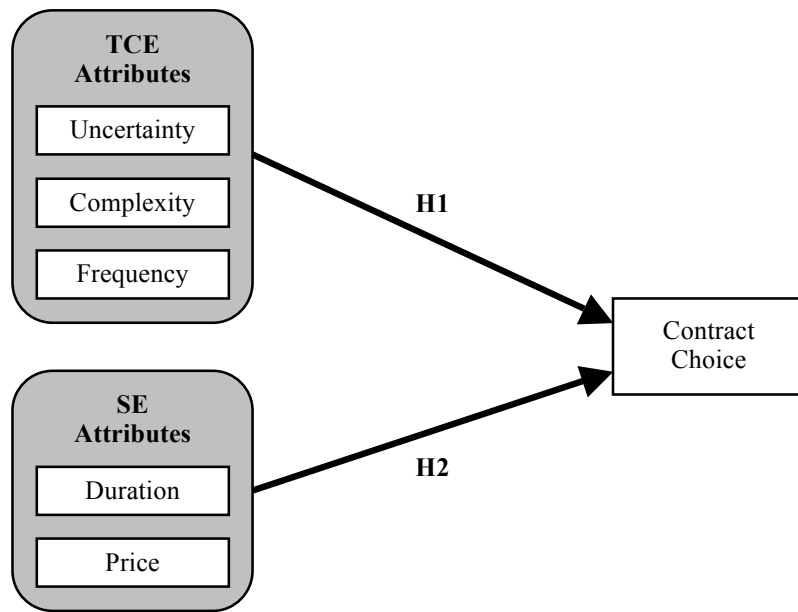 TCE
Attributes
Uncertainty
Complexity
Frequency
H1
Contract
Choice
SE
Attributes
Duration
Price
H2